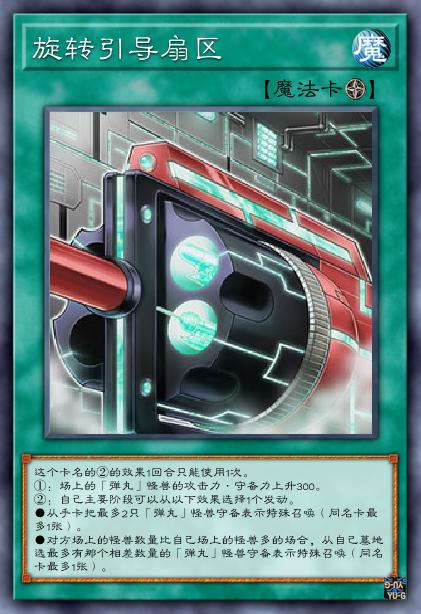 旋转引导扇区
魔
【魔法卡】
这个卡名的②的效果1回合只能使用1次。
①：场上的「弹丸」怪兽的攻击力・守备力上升300。
②：自己主要阶段可以从以下效果选择1个发动。
●从手卡把最多2只「弹丸」怪兽守备表示特殊召唤（同名卡最
多1张）。
●对方场上的怪兽数量比自己场上的怪兽多的场合，从自己墓地
选最多有那个相差数量的「弹丸」怪兽守备表示特殊召唤（同名
卡最多1张）。